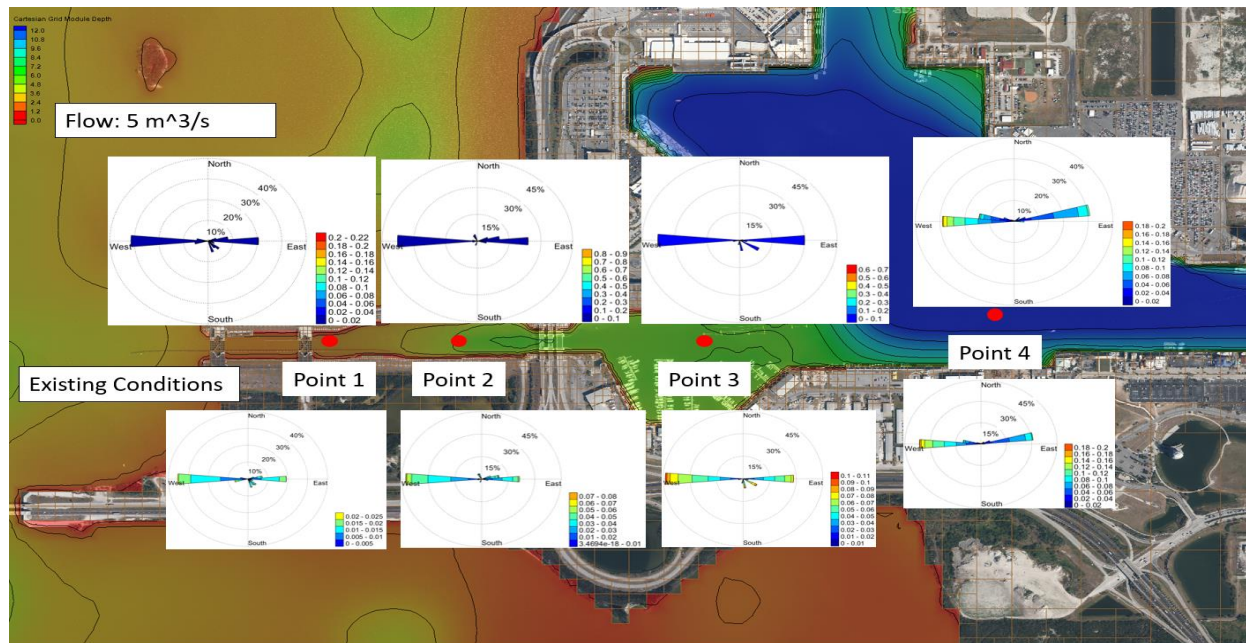 Cartesian Grid Module Depth
12.0
10.8
9.6
8.4
7.2
6.0
4.8
3.6
2.4
1.2
0.0
Flow: 5 m^3/s
North
40%
30%
20%
10%
West
East
South
0.2 - 0.22
0.18 - 0.2
0.16 - 0.18
0.14 - 0.16
0.12 - 0.14
0.1 - 0.12
0.08 - 0.1
0.06 - 0.08
0.04 - 0.06
0.02 - 0.04
0 - 0.02
North
45%
30%
15%
West
East
South
0.8 - 0.9
0.7 - 0.8
0.6 - 0.7
0.5 - 0.6
0.4 - 0.5
0.3 - 0.4
0.2 - 0.3
0.1 - 0.2
0 - 0.1
North
45%
30%
15%
West
East
South
0.6 - 0.7
0.5 - 0.6
0.4 - 0.5
0.3 - 0.4
0.2 - 0.3
0.1 - 0.2
0 - 0.1
North
40%
30%
20%
10%
West
East
South
0.18 - 0.2
0.16 - 0.18
0.14 - 0.16
0.12 - 0.14
0.1 - 0.12
0.08 - 0.1
0.06 - 0.08
0.04 - 0.06
0.02 - 0.04
0 - 0.02
Existing Conditions
Point 1
Point 2
Point 3
Point 4
North
40%
30%
20%
10%
West
East
South
0.02 - 0.025
0.015 - 0.02
0.01 - 0.015
0.005 - 0.01
0 - 0.005
North
45%
30%
15%
West
East
South
0.07 - 0.08
0.06 - 0.07
0.05 - 0.06
0.04 - 0.05
0.03 - 0.04
0.02 - 0.03
0.01 - 0.02
3.4694e-18 - 0.01
North
45%
30%
15%
West
East
South
0.1 - 0.11
0.09 - 0.1
0.08 - 0.09
0.07 - 0.08
0.06 - 0.07
0.05 - 0.06
0.04 - 0.05
0.03 - 0.04
0.02 - 0.03
0.01 - 0.02
0 - 0.01
North
45%
30%
15%
West
East
South
0.18 - 0.2
0.16 - 0.18
0.14 - 0.16
0.12 - 0.14
0.1 - 0.12
0.08 - 0.1
0.06 - 0.08
0.04 - 0.06
0.02 - 0.04
0 - 0.02